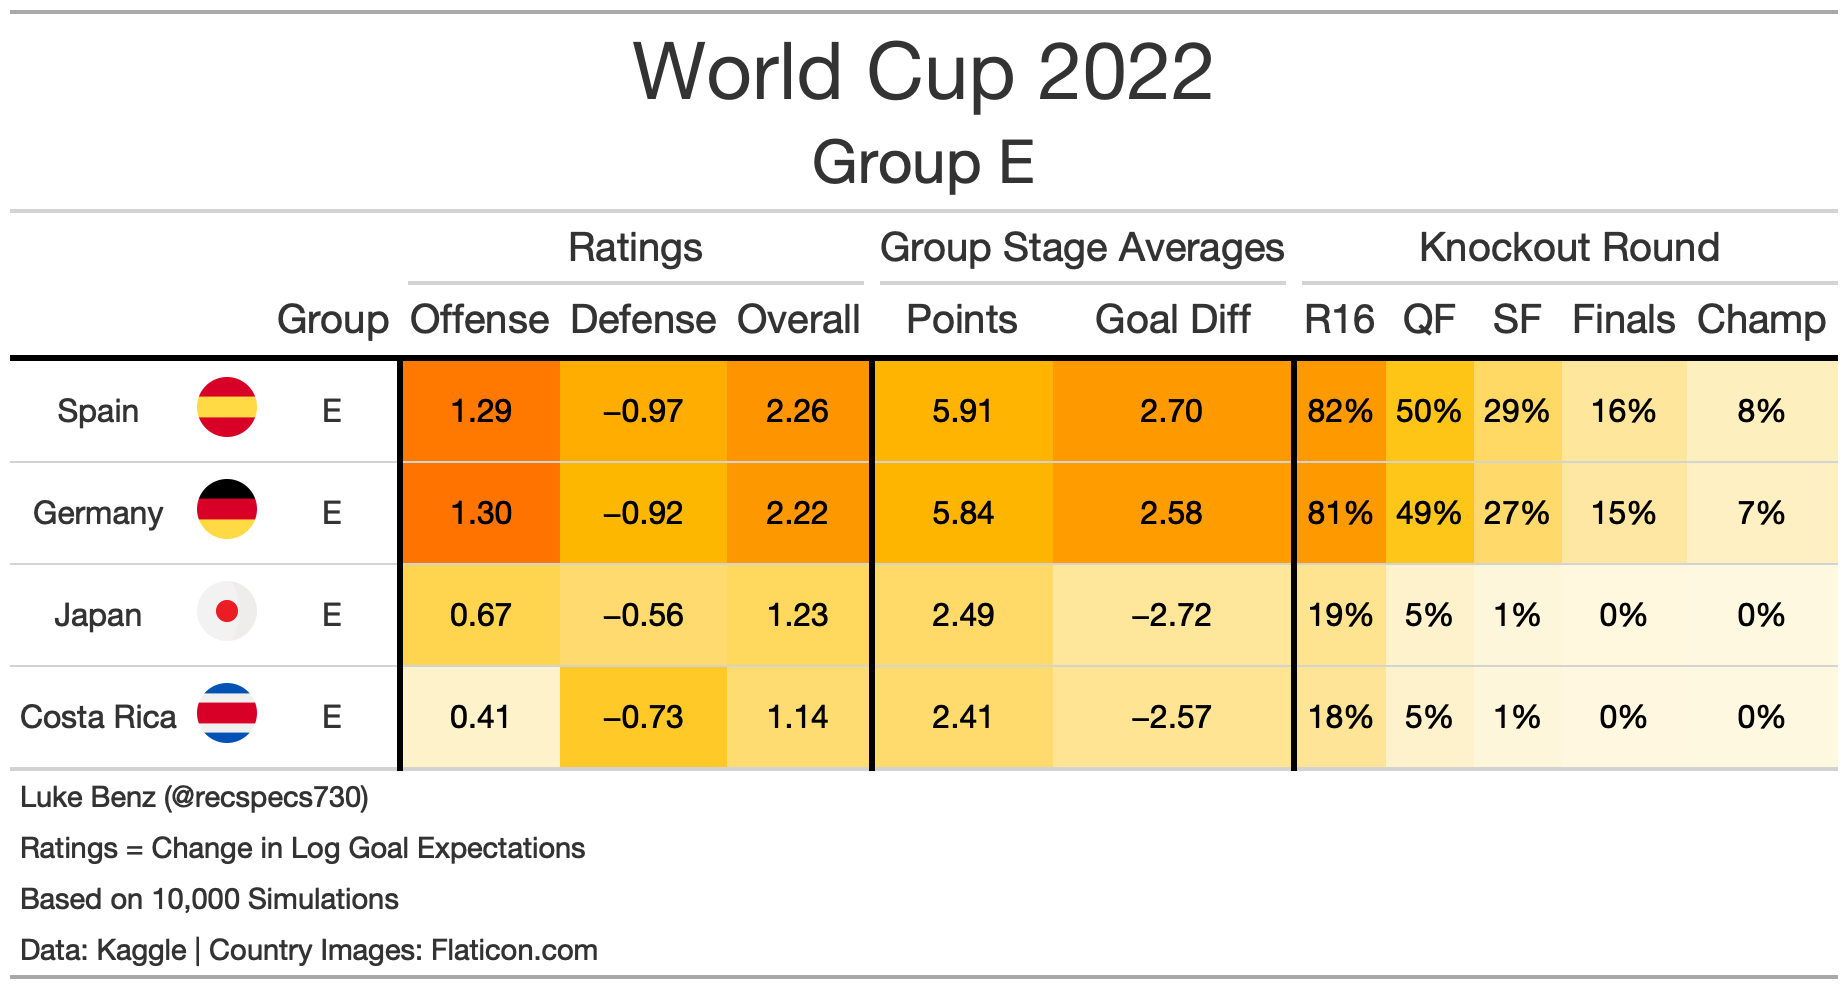 World Cup 2022
Group E
Ratings Group Stage Averages Knockout Round
Group Offense Defense Overall Points Goal Diff R16 QF SF Finals Champ
Spain E 1.29 −0.97 2.26 5.91 2.70 82% 50% 29% 16% 8%
Germany E 1.30 −0.92 2.22 5.84 2.58 81% 49% 27% 15% 7%
Japan E 0.67 −0.56 1.23 2.49 −2.72 19% 5% 1% 0% 0%
Costa Rica E 0.41 −0.73 1.14 2.41 −2.57 18% 5% 1% 0% 0%
Luke Benz (@recspecs730)
Ratings = Change in Log Goal Expectations
Based on 10,000 Simulations
Data: Kaggle | Country Images: Flaticon.com